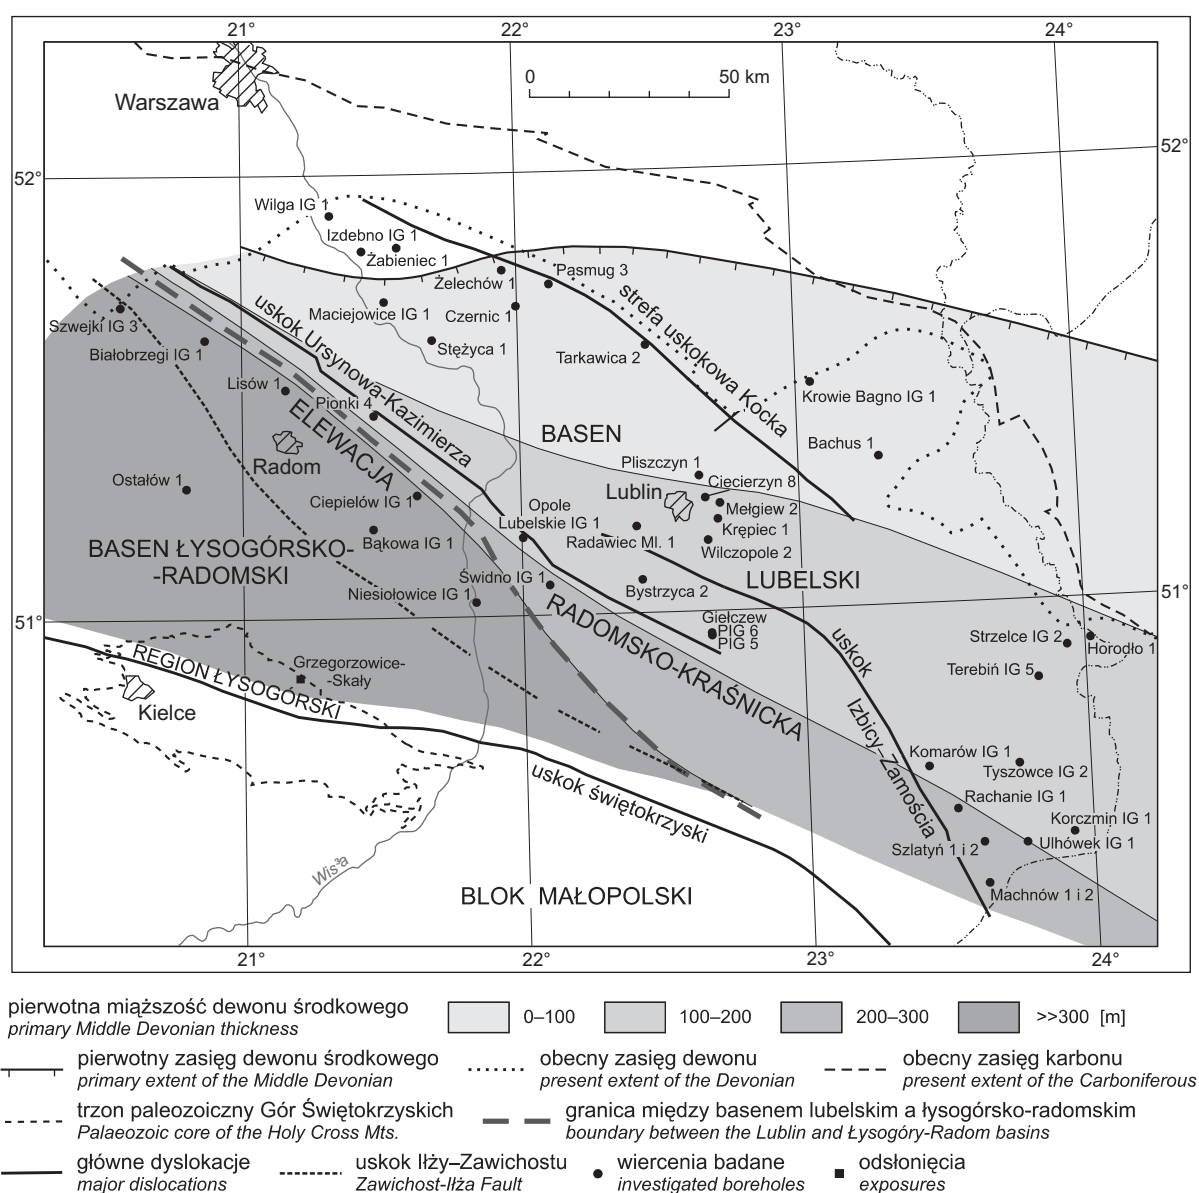 21°
22°
23°
24°
0 50 km
Warszawa
52°
52°
Wilga IG 1
Izdebno IG 1
Żabieniec 1
Żelechów 1
Pasmug 3
Maciejowice IG 1
Czernic 1
Szwejki IG 3
Białobrzegi IG 1
Stężyca 1
Tarkawica 2
uskok Ursynowa-Kazimierza
strefa uskokowa Kocka
Lisów 1
Pionki 4
Krowie Bagno IG 1
ELEWACJA
BASEN
Bachus 1
Radom
Pliszczyn 1
Ciecierzyn 8
Ostałów 1
Lublin
Ciepielów IG 1
Opole
Lubelskie IG 1
Mełgiew 2
Krępiec 1
Radawiec Ml. 1
Wilczopole 2
Bąkowa IG 1
BASEN ŁYSOGÓRSKO-
-RADOMSKI
Świdno IG 1
LUBELSKI
Bystrzyca 2
51°
Niesiołowice IG 1
RADOMSKO-KRAŚNICKA
51°
Giełczew
PIG 6
PIG 5
uskok
Izbicy-Zamościa
Strzelce IG 2
Horodło 1
REGION ŁYSOGÓRSKI
Grzegorzowice-
-Skały
Terebiń IG 5
Kielce
Komarów IG 1
Tyszowce IG 2
uskok świętokrzyski
Rachanie IG 1
Korczmin IG 1
Szlatyń 1 i 2
Ulhówek IG 1
Wis³a
BLOK MAŁOPOLSKI
Machnów 1 i 2
21°
22°
23°
24°
pierwotna miąższość dewonu środkowego
primary Middle Devonian thickness
0–100
100–200
200–300
>>300 [m]
pierwotny zasięg dewonu środkowego
primary extent of the Middle Devonian
obecny zasięg dewonu
present extent of the Devonian
obecny zasięg karbonu
present extent of the Carboniferous
trzon paleozoiczny Gór Świętokrzyskich
Palaeozoic core of the Holy Cross Mts.
granica między basenem lubelskim a łysogórsko-radomskim
boundary between the Lublin and Łysogóry-Radom basins
główne dyslokacje
major dislocations
uskok Iłży–Zawichostu
Zawichost-Iłża Fault
wiercenia badane
investigated boreholes
odsłonięcia
exposures